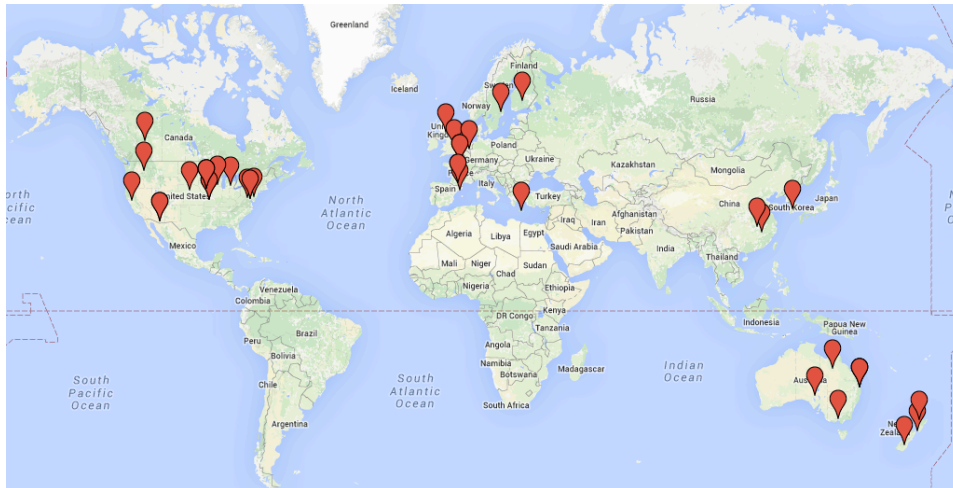 Greenland
Iceland
Finland
Sweden
Norway
Russia
Canada
United
Kingdom
Poland
Germany
Ukraine
Kazakhstan
Mongolia
France
Italy
Spain
Turkey
North
Pacific
Ocean
United States
North
Atlantic
Ocean
China
South Korea
Japan
Iraq
Iran
Afghanistan
Pakistan
Algeria
Libya
Egypt
Saudi Arabia
India
Mexico
Mali
Niger
Sudan
Chad
Thailand
Nigeria
Ethiopia
Venezuela
Colombia
DR Congo
Kenya
Tanzania
Indonesia
Papua New
Guinea
Brazil
Peru
Angola
Bolivia
Namibia
Botswana
Madagascar
Indian
Ocean
South
Pacific
Ocean
South
Atlantic
Ocean
Chile
Australia
South Africa
Argentina
New
Zealand